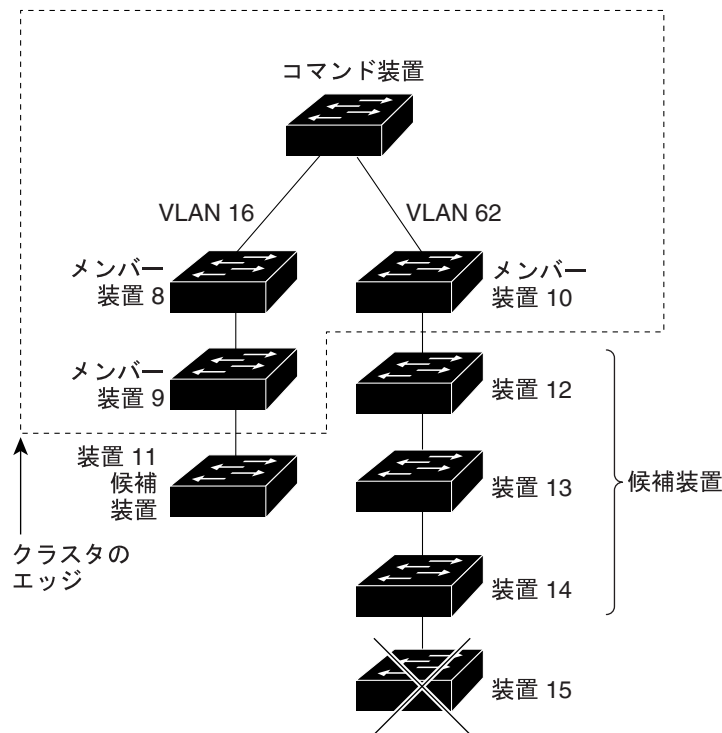 コマンド装置
VLAN 16
VLAN 62
メンバー
装置 8
メンバー
装置 10
メンバー
装置 9
装置 12
装置 11
候補
装置
装置 13
候補装置
クラスタの
エッジ
装置 14
装置 15